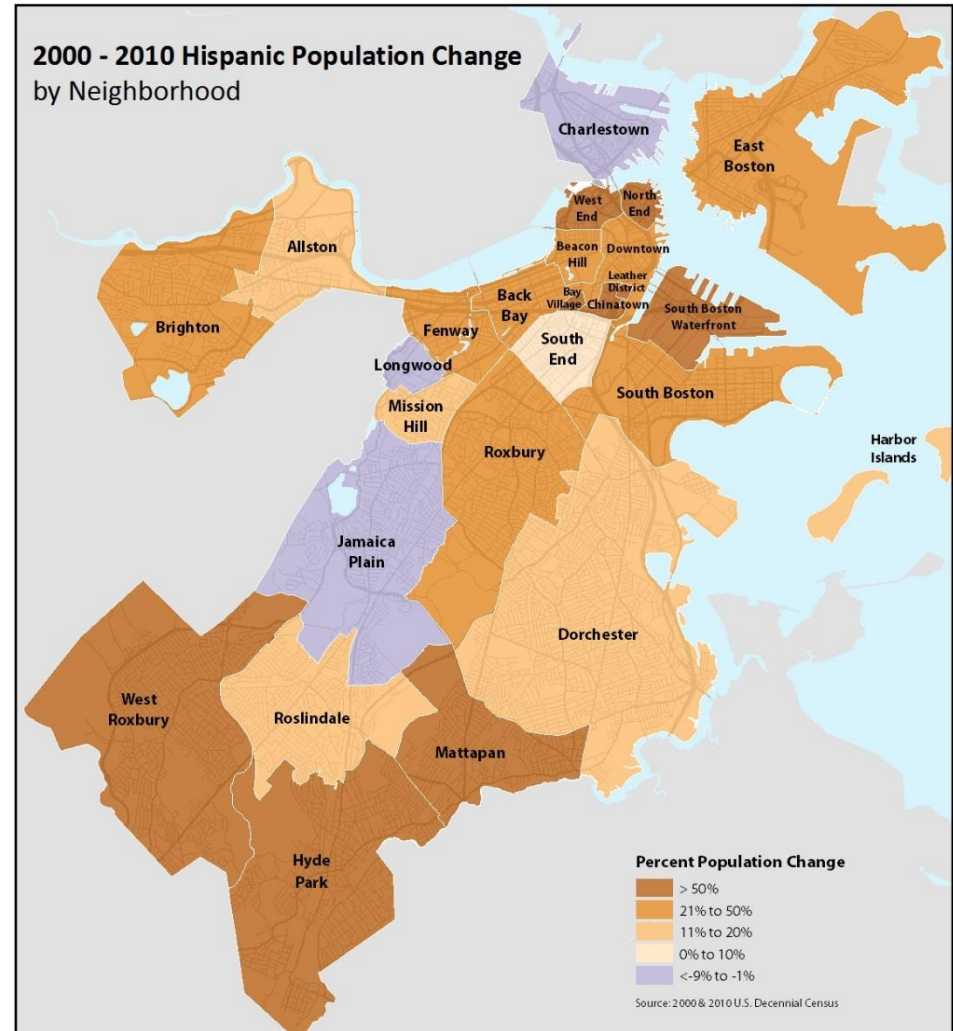 2000 - 2010 Hispanic Population Change
by Neighborhood
Charlestown
East
Boston
West
End
North
End
Allston
Beacon
Hill
Downtown
Leather
District
Bay
Village
Chinatown
Back
Bay
South Boston
Waterfront
Brighton
Fenway
South
End
Longwood
South Boston
Mission
Hill
Roxbury
Harbor
Islands
Jamaica
Plain
Dorchester
West
Roxbury
Roslindale
Mattapan
Hyde
Park
Percent Population Change
> 50%
21% to 50%
11% to 20%
0% to 10%
<-9% to -1%
Source: 2000 & 2010 U.S. Decennial Census